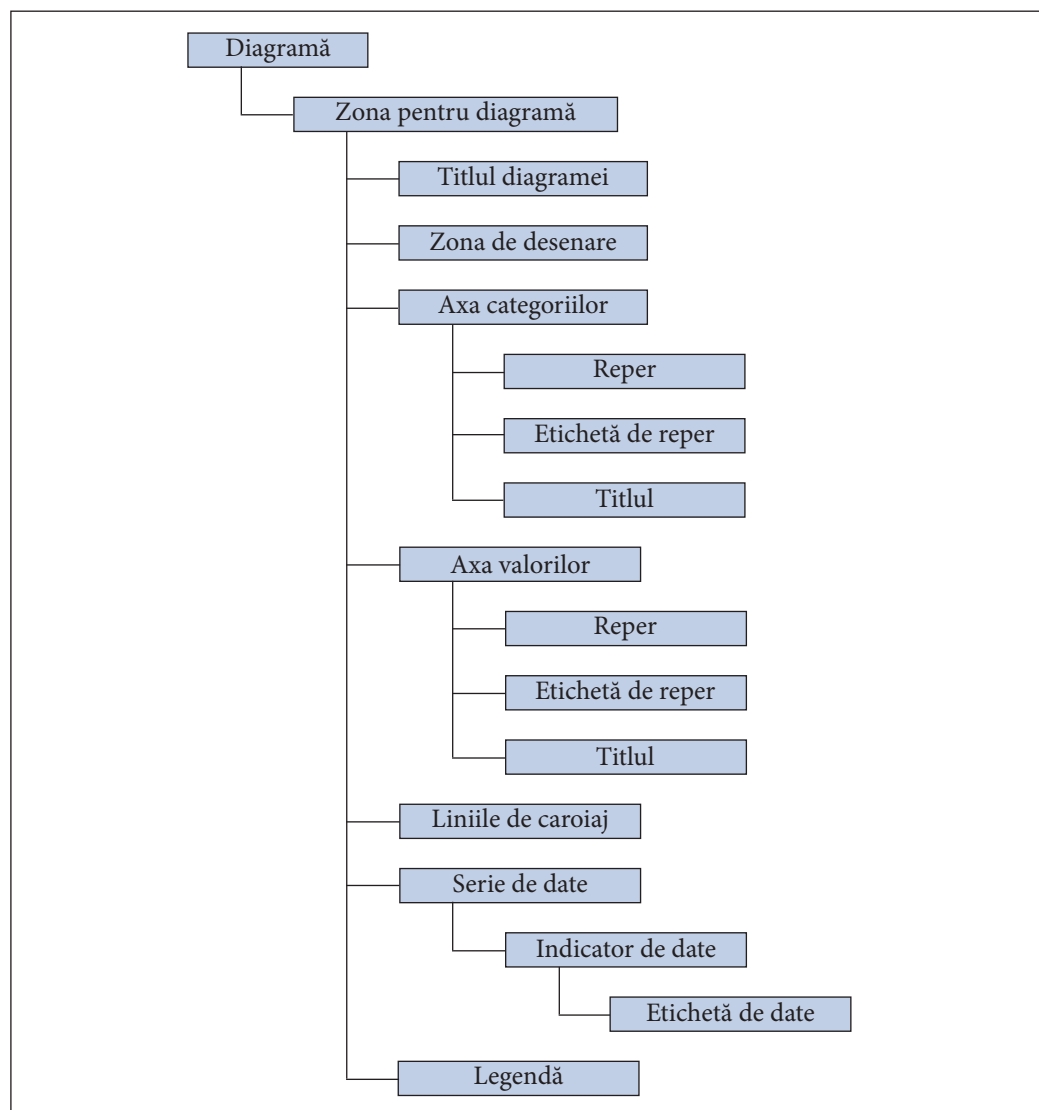 Diagramă
Zona pentru diagramă
Titlul diagramei
Zona de desenare
Axa categoriilor
Reper
Etichetă de reper
Titlul
Axa valorilor
Reper
Etichetă de reper
Titlul
Liniile de caroiaj
Serie de date
Indicator de date
Etichetă de date
Legendă